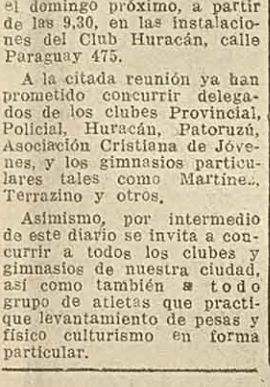 el domingo próximo, a partir
de las 9,30, en las instalacio-
nes del Club Huracán, calle
Paraguay 475.
A la citada reunión ya han
prometido concurrir delega-
dos de los clubes Provincial,
Policial, Huracán, Patoruzú,
Asociación Cristiana de Jóve-
nes, y los gimnasios particu-
lares tales como Martínez,
Terrazino y otros.
Asimismo, por intermedio
de este diario se invita a con-
currir a todos los clubes y
gimnasios de nuestra ciudad,
así como también a todo
grupo de atletas que practi-
que levantamiento de pesas y
físico culturismo en forma
particular.